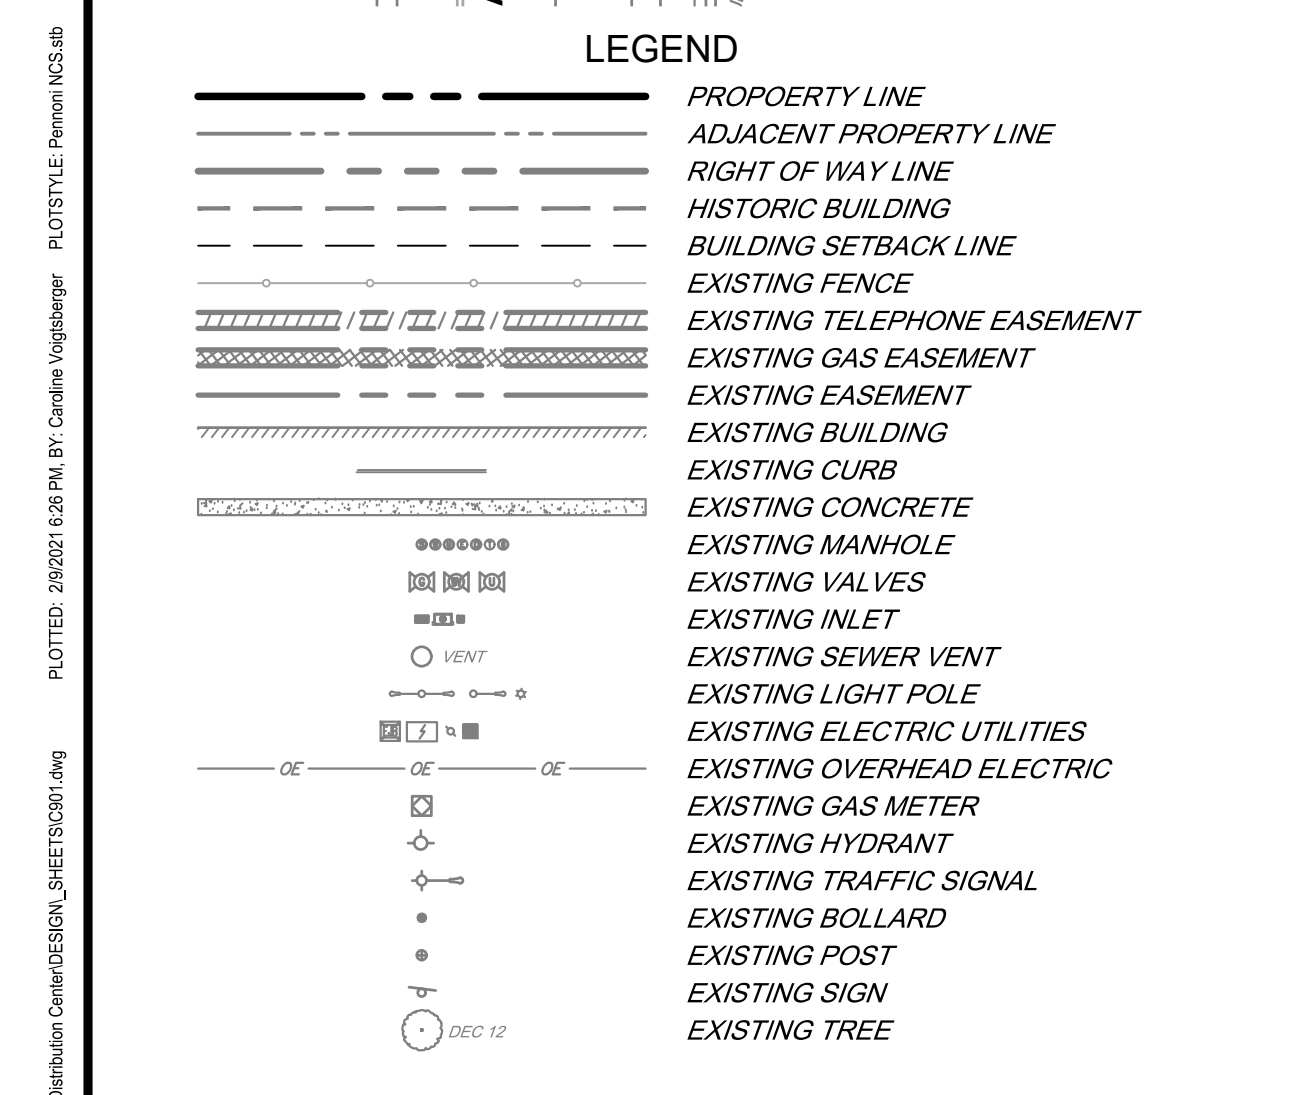 LEGEND
PROPOERTY LINE
ADJACENT PROPERTY LINE
RIGHT OF WAY LINE
HISTORIC BUILDING
BUILDING SETBACK LINE
EXISTING FENCE
EXISTING TELEPHONE EASEMENT
EXISTING GAS EASEMENT
EXISTING EASEMENT
EXISTING BUILDING
EXISTING CURB
EXISTING CONCRETE
EXISTING MANHOLE
G W U EXISTING VALVES
EXISTING INLET
VENT EXISTING SEWER VENT
EXISTING LIGHT POLE
EXISTING ELECTRIC UTILITIES
OE OE OE EXISTING OVERHEAD ELECTRIC
EXISTING GAS METER
EXISTING HYDRANT
EXISTING TRAFFIC SIGNAL
EXISTING BOLLARD
EXISTING POST
EXISTING SIGN
DEC 12 EXISTING TREE
Distribution Center\DESIGN\_SHEETS\C901.dwg PLOTTED: 2/9/2021 6:26 PM, BY: Caroline Voigtsberger PLOTSTYLE: Pennoni NCS.stb